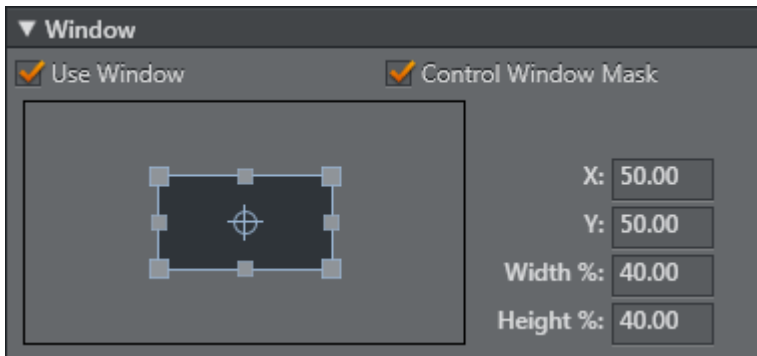 Window
Use Window
Control Window Mask
X: 50.00
Y: 50.00
Width %: 40.00
Height %: 40.00